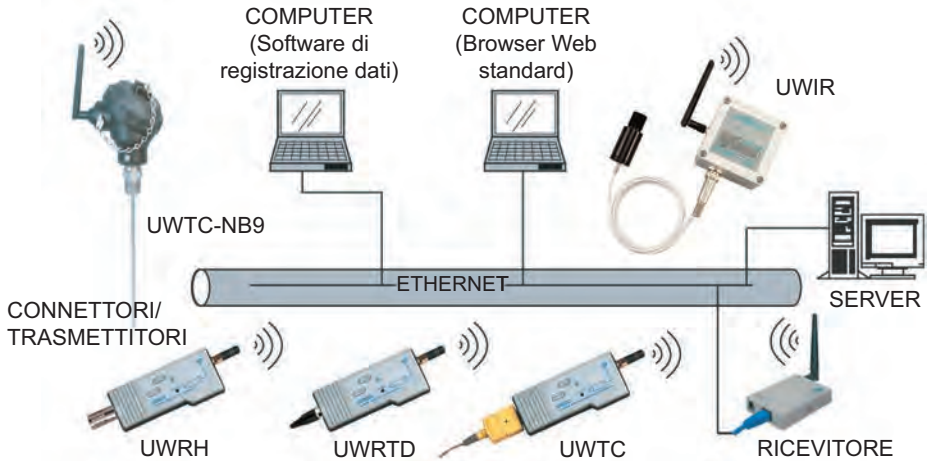 COMPUTER
(Software di
registrazione dati)
COMPUTER
(Browser Web
standard)
UWIR
UWTC-NB9
ETHERNET
SERVER
CONNETTORI/
TRASMETTITORI
UWRH
UWRTD
UWTC
RICEVITORE